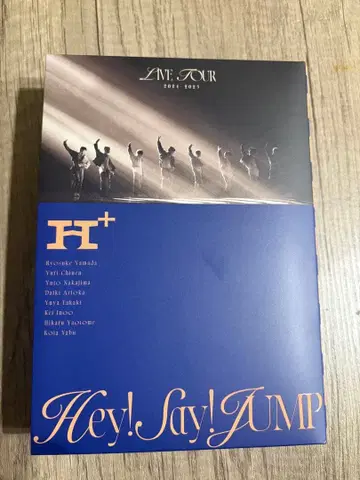 LIVE TOUR
2024 2025
H+
Ryosuke Yamada
Yuri Chinen
Yuto Nakajima
Daiki Arioka
Yuya Takaki
Kei Inoo
Hikaru Yaotome
Kota Yabu
Hey! Say! JUMP